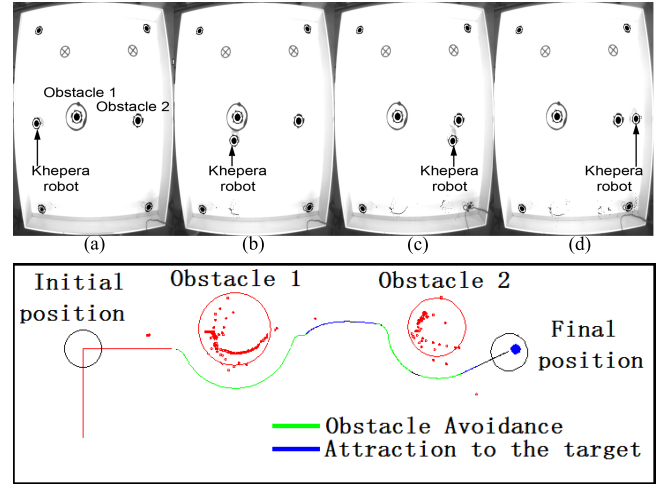 Obstacle 1
Obstacle 2
Khepera
robot
Khepera
robot
Khepera
robot
Khepera
robot
(a)
(b)
(c)
(d)
Initial
position
Obstacle 1
Obstacle 2
Final
position
Obstacle Avoidance
Attraction to the target